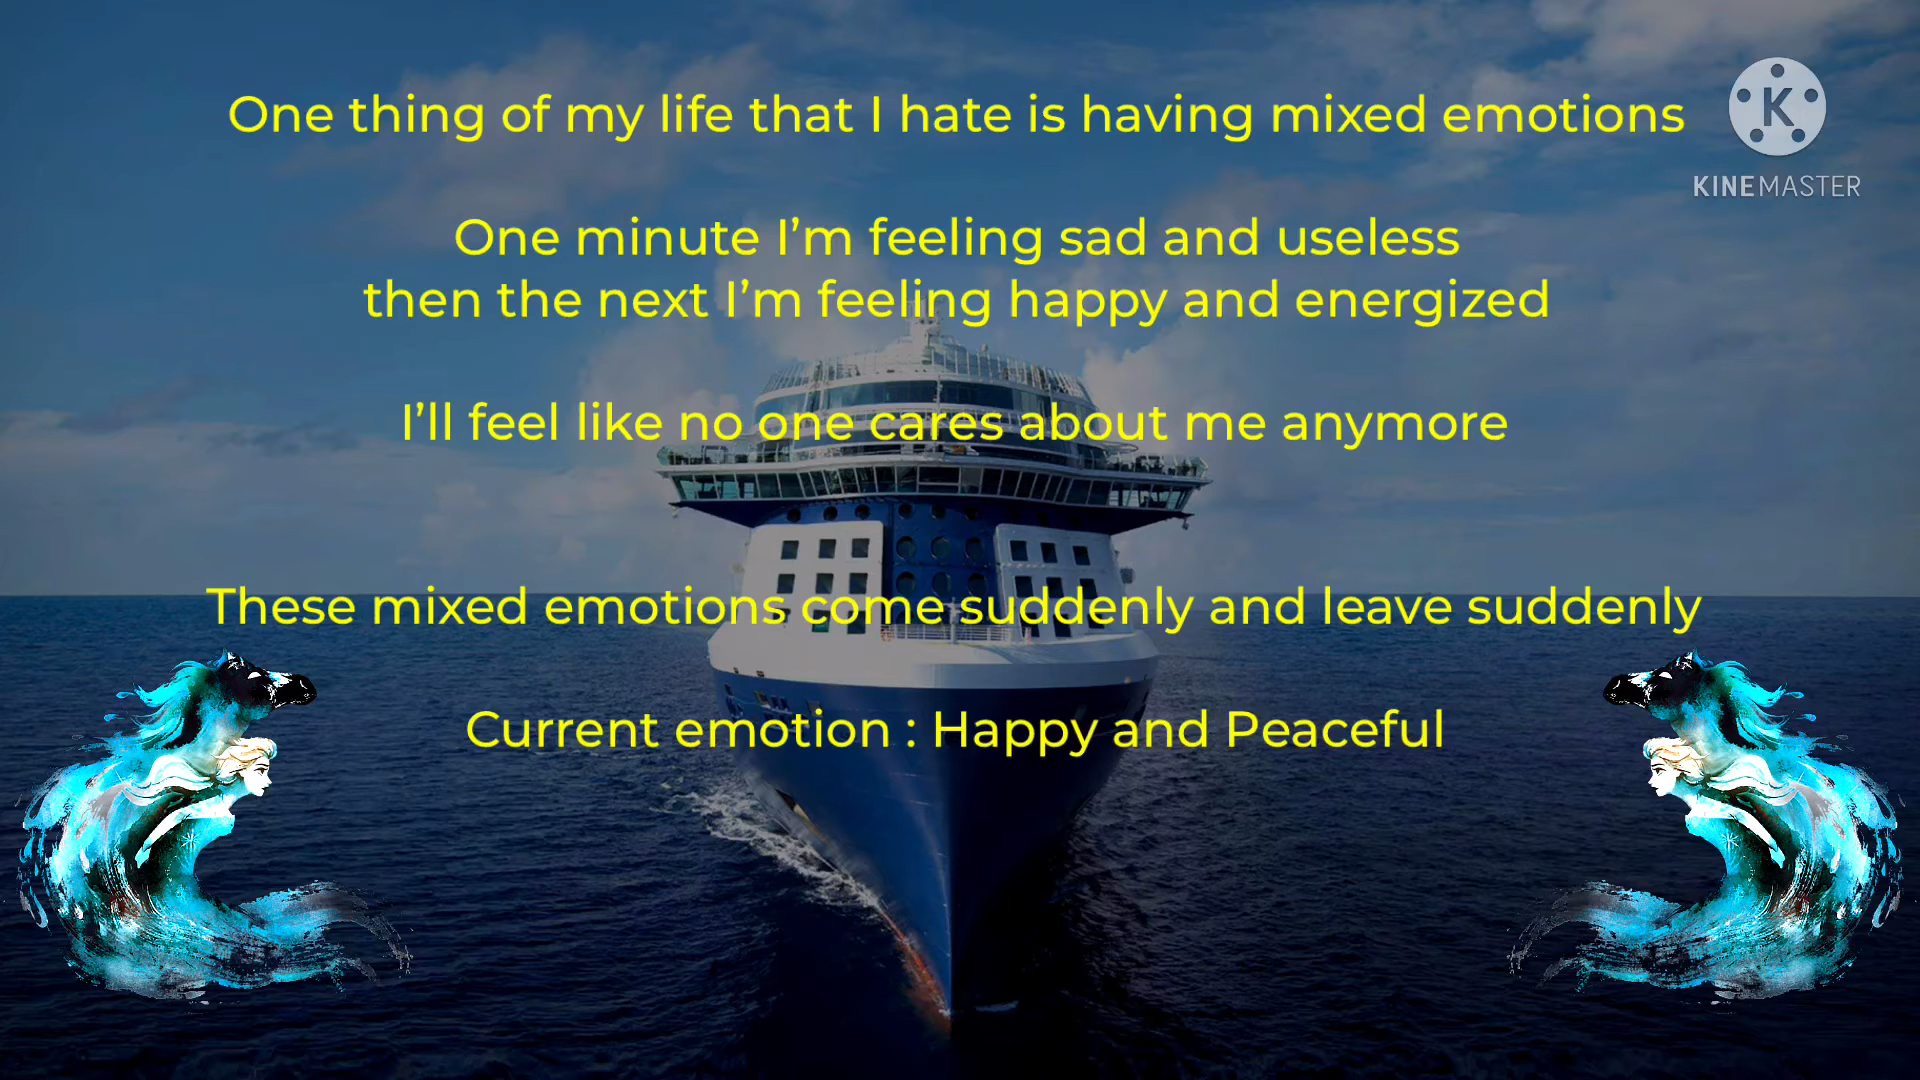 One thing of my life that I hate is having mixed emotions
K
KINEMASTER
One minute I’m feeling sad and useless
then the next I’m feeling happy and energized
I’ll feel like no one cares about me anymore
These mixed emotions come suddenly and leave suddenly
Current emotion : Happy and Peaceful